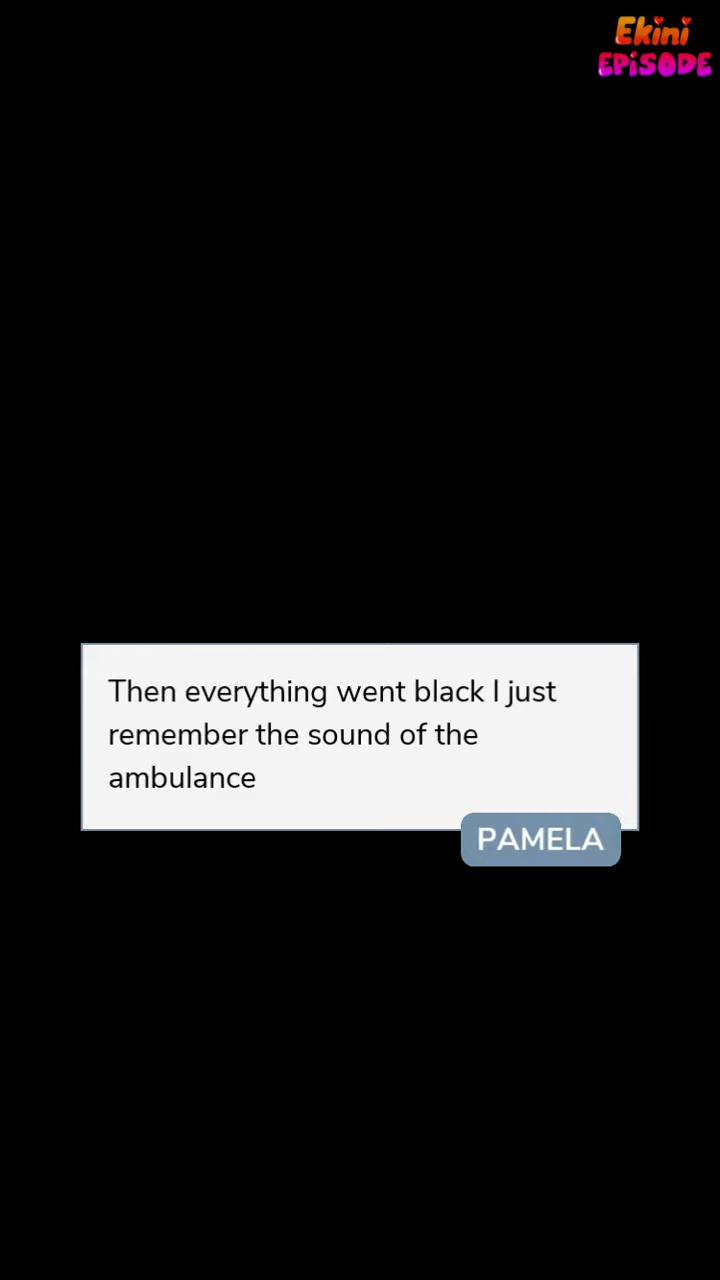 Ekini
EPiSODE
Then everything went black I just
remember the sound of the
ambulance
PAMELA